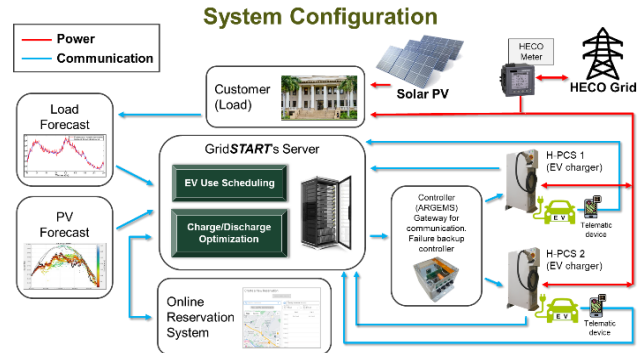 System Configuration
Power
Communication
HECO
Meter
HECO Grid
Solar PV
Customer
(Load)
Load
Forecast
GridSTART's Server
EV Use Scheduling
Charge/Discharge
Optimization
PV
Forecast
Controller
(ARGEMS)
Gateway for
communication.
Failure backup
controller
H-PCS 1
(EV charger)
EV
Telematic
device
H-PCS 2
(EV charger)
EV
Telematic
device
Online
Reservation
System